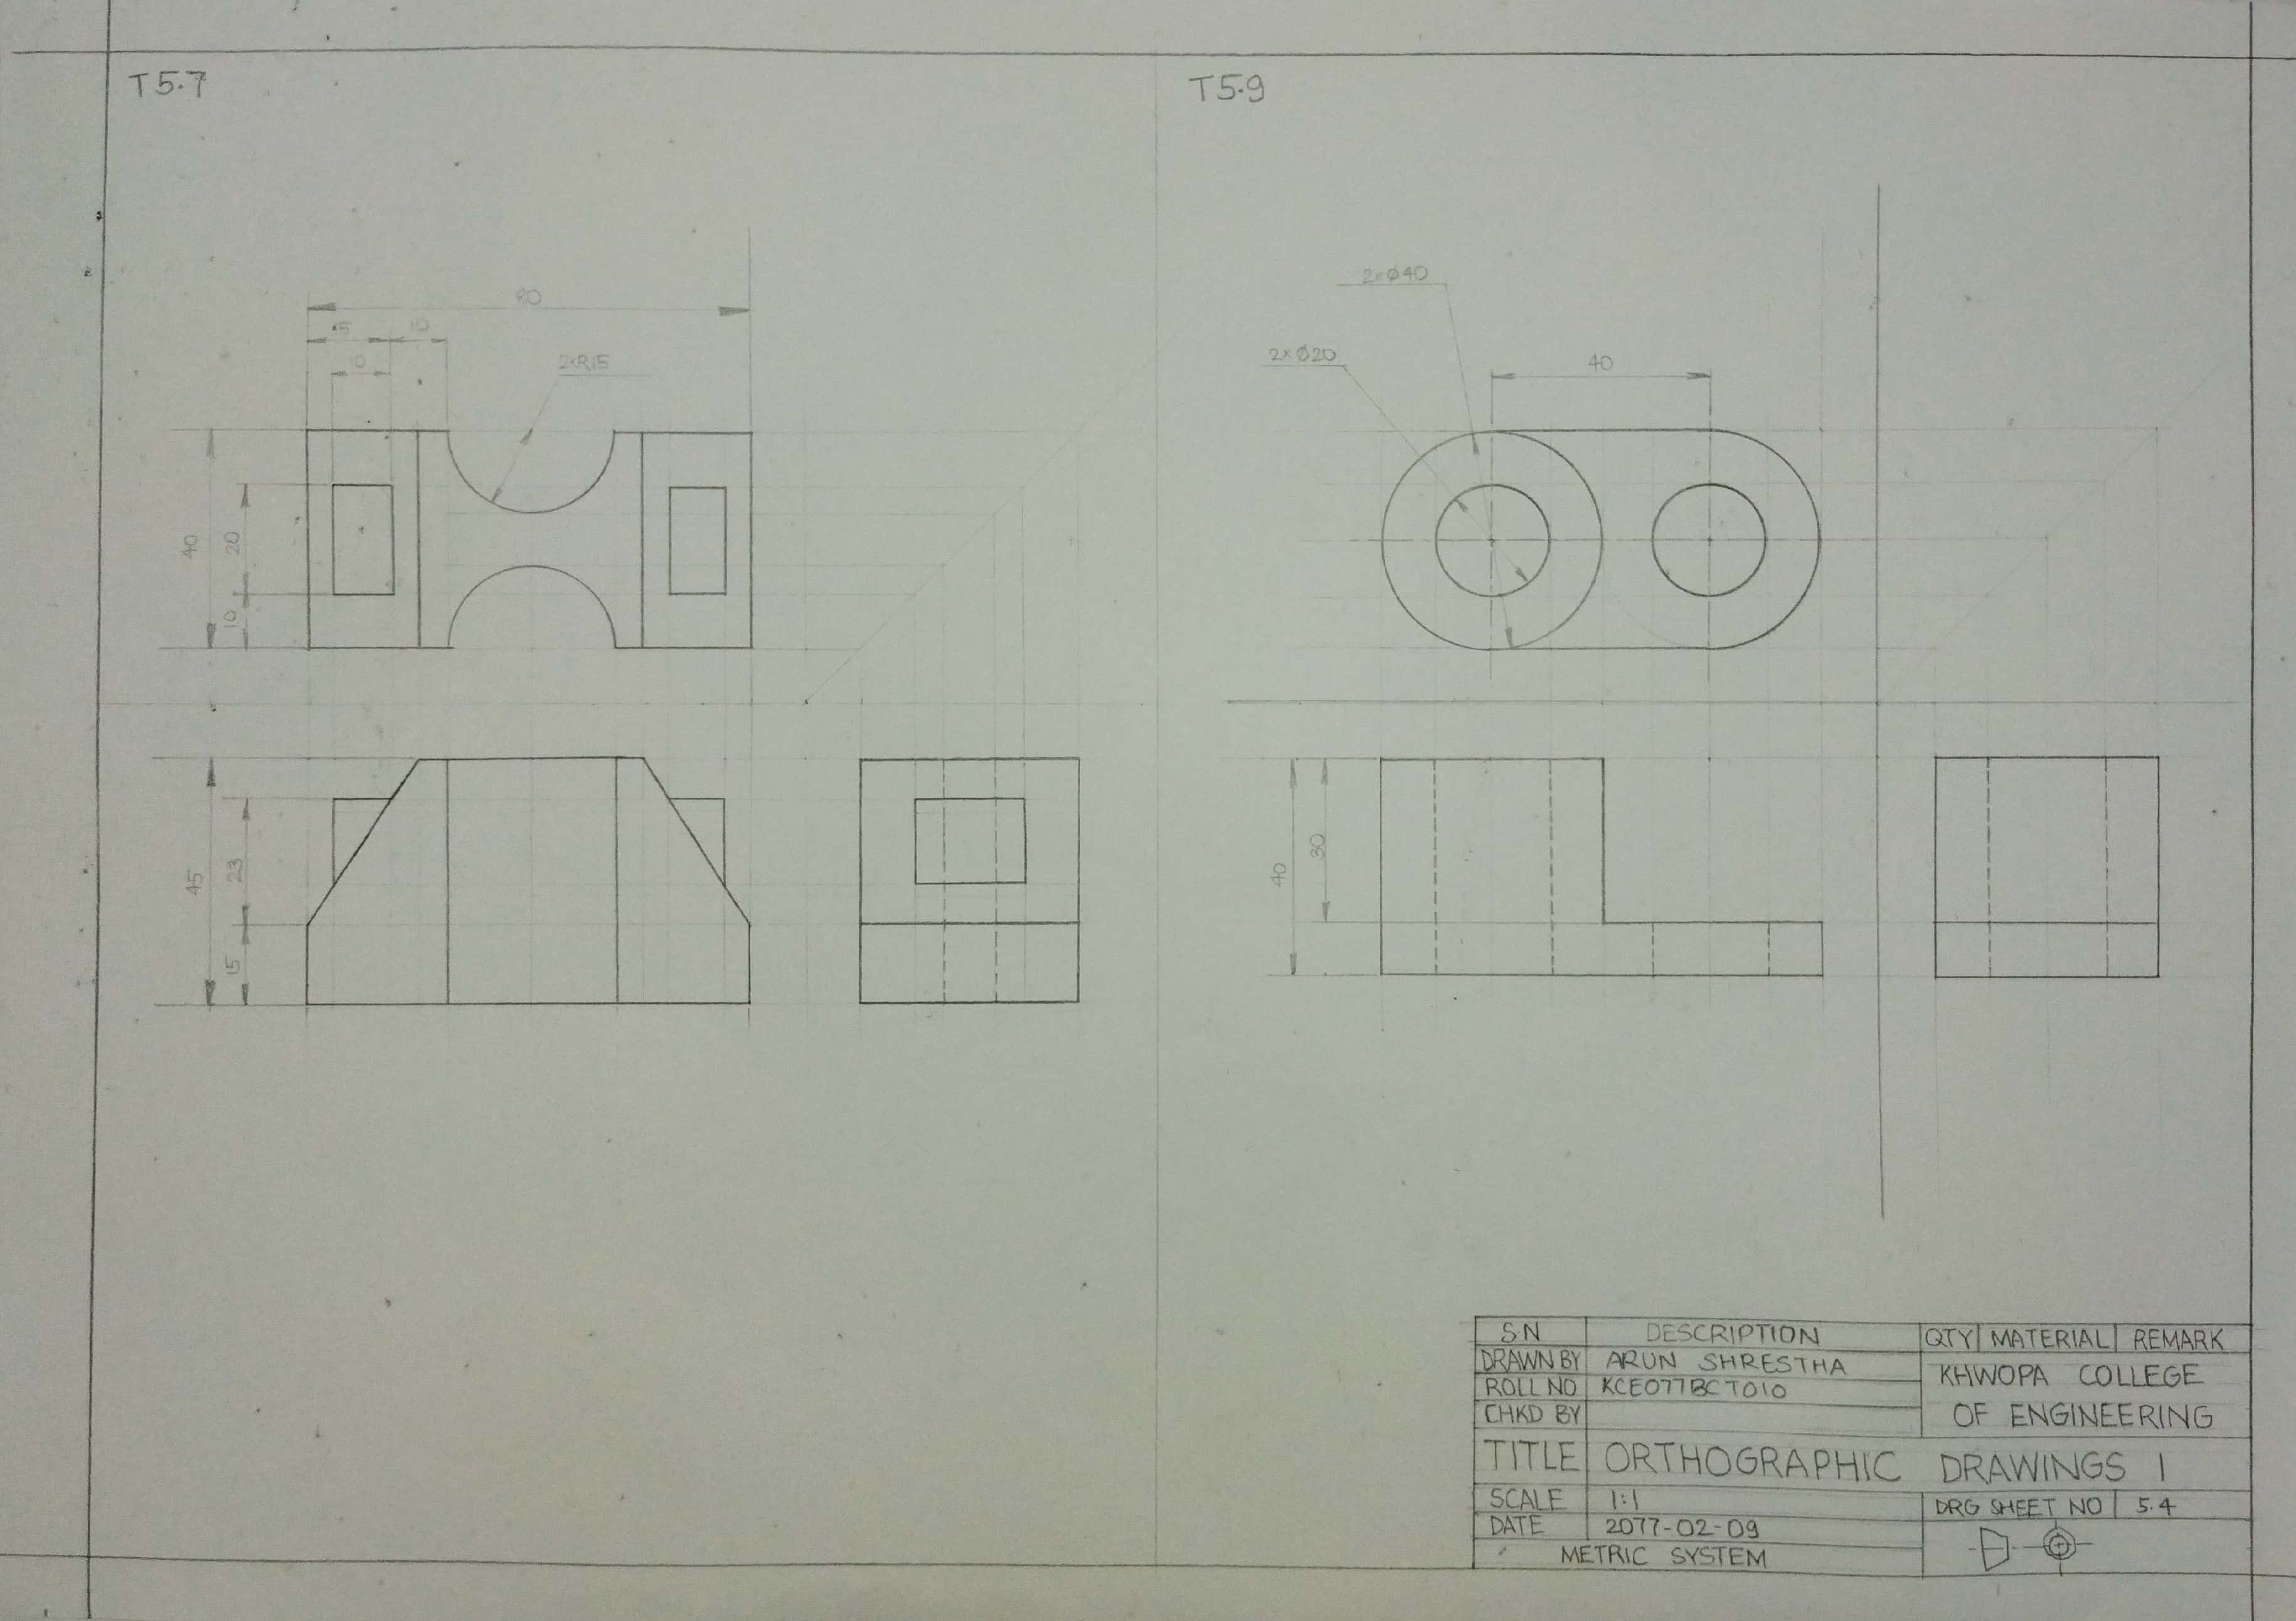 T5.7
80
15 10
10
2×R15
40
20
10
45
23
15
T5.9
2×Ø40
2×Ø20
40
40
30
SN DESCRIPTION QTY MATERIAL REMARK
DRAWN BY ARUN SHRESTHA
ROLL NO KCE077BCT010
CHKD BY
KHWOPA COLLEGE
OF ENGINEERING
TITLE ORTHOGRAPHIC DRAWINGS 1
SCALE 1:1
DRG SHEET NO 5.4
DATE 2077-02-09
METRIC SYSTEM